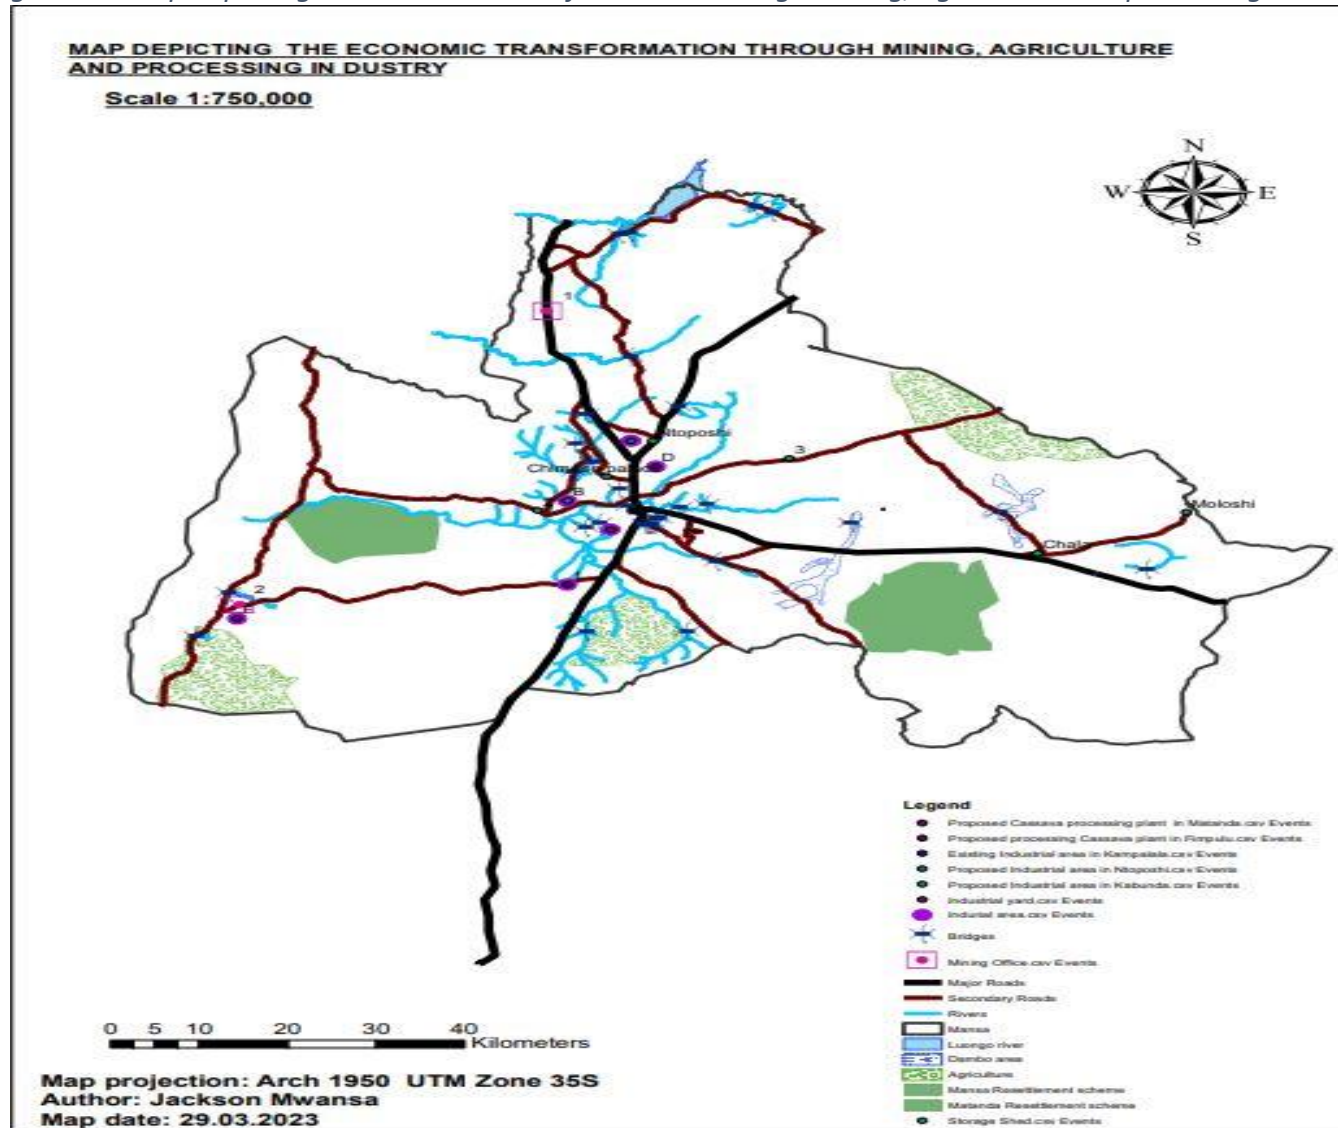 MAP DEPICTING THE ECONOMIC TRANSFORMATION THROUGH MINING, AGRICULTURE
AND PROCESSING IN DUSTRY
Scale 1:750,000
N
W
E
S
1
Ntoposhi
D
3
B
Moloshi
2
E
Legend
Proposed Cassava processing plant in Matanda.csv Events
Proposed processing Cassava plant in Fimpulu.csv Events
Existing Industrial area in Kampalala.csv Events
Proposed Industrial area in Ntoposhi.csv Events
Proposed Industrial area in Kabunda.csv Events
Industrial yard.csv Events
Indurial area.csv Events
Bridges
Mining Office.csv Events
Major Roads
Secondary Roads
Rivers
Mansa
Luongo river
Dambo area
Agriculture
Mansa Resettlement scheme
Matanda Resettlement scheme
Storage Shed.csv Events
0 5 10 20 30 40
Kilometers
Map projection: Arch 1950 UTM Zone 35S
Author: Jackson Mwansa
Map date: 29.03.2023